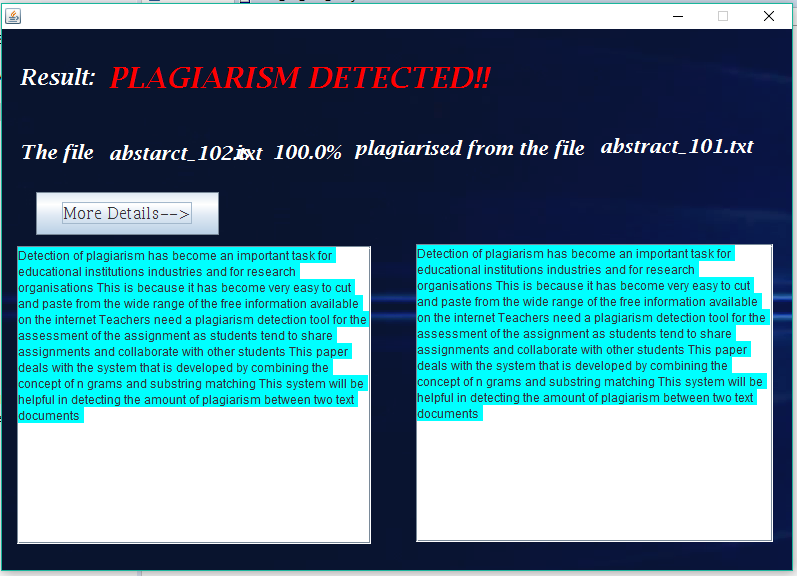 Result: PLAGIARISM DETECTED!!
The file abstarct_102.txt is 100.0% plagiarised from the file abstract_101.txt
More Details-->
Detection of plagiarism has become an important task for
educational institutions industries and for research
organisations This is because it has become very easy to cut
and paste from the wide range of the free information available
on the internet Teachers need a plagiarism detection tool for the
assessment of the assignment as students tend to share
assignments and collaborate with other students This paper
deals with the system that is developed by combining the
concept of n grams and substring matching This system will be
helpful in detecting the amount of plagiarism between two text
documents
Detection of plagiarism has become an important task for
educational institutions industries and for research
organisations This is because it has become very easy to cut
and paste from the wide range of the free information available
on the internet Teachers need a plagiarism detection tool for the
assessment of the assignment as students tend to share
assignments and collaborate with other students This paper
deals with the system that is developed by combining the
concept of n grams and substring matching This system will be
helpful in detecting the amount of plagiarism between two text
documents